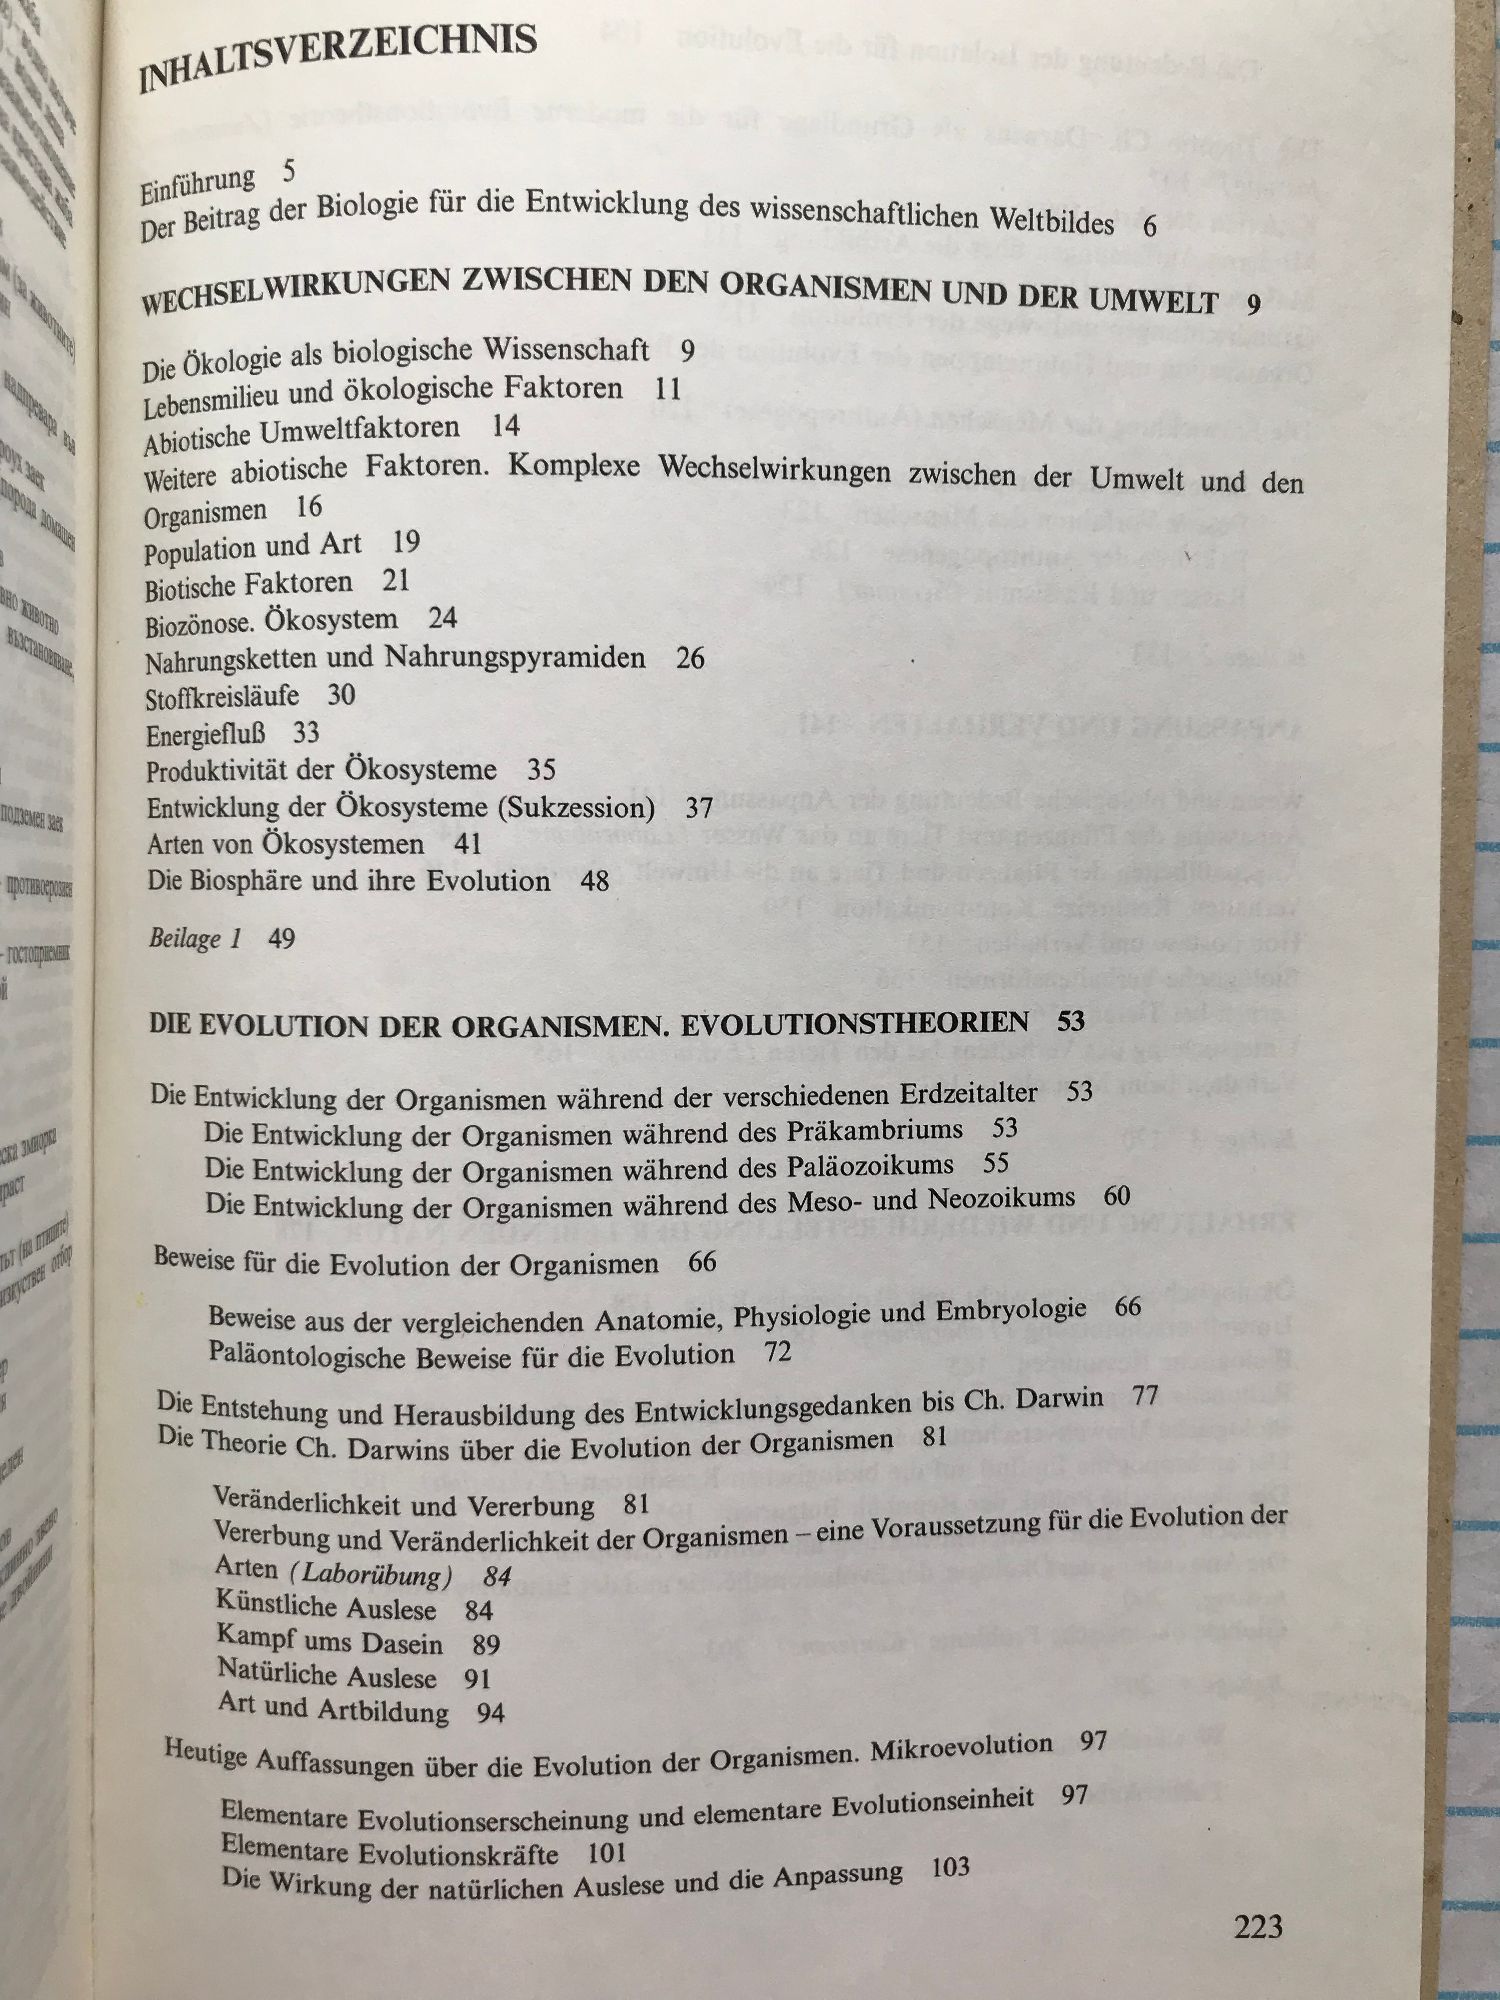 INHALTSVERZEICHNIS
Einführung 5
Der Beitrag der Biologie für die Entwicklung des wissenschaftlichen Weltbildes 6
WECHSELWIRKUNGEN ZWISCHEN DEN ORGANISMEN UND DER UMWELT 9
Die Ökologie als biologische Wissenschaft 9
Lebensmilieu und ökologische Faktoren 11
Abiotische Umweltfaktoren 14
Weitere abiotische Faktoren. Komplexe Wechselwirkungen zwischen der Umwelt und den
Organismen 16
Population und Art 19
Biotische Faktoren 21
Biozönose. Ökosystem 24
Nahrungsketten und Nahrungspyramiden 26
Stoffkreisläufe 30
Energiefluß 33
Produktivität der Ökosysteme 35
Entwicklung der Ökosysteme (Sukzession) 37
Arten von Ökosystemen 41
Die Biosphäre und ihre Evolution 48
Beilage 1 49
DIE EVOLUTION DER ORGANISMEN. EVOLUTIONSTHEORIEN 53
Die Entwicklung der Organismen während der verschiedenen Erdzeitalter 53
Die Entwicklung der Organismen während des Präkambriums 53
Die Entwicklung der Organismen während des Paläozoikums 55
Die Entwicklung der Organismen während des Meso- und Neozoikums 60
Beweise für die Evolution der Organismen 66
Beweise aus der vergleichenden Anatomie, Physiologie und Embryologie 66
Paläontologische Beweise für die Evolution 72
Die Entstehung und Herausbildung des Entwicklungsgedanken bis Ch. Darwin 77
Die Theorie Ch. Darwins über die Evolution der Organismen 81
Veränderlichkeit und Vererbung 81
Vererbung und Veränderlichkeit der Organismen – eine Voraussetzung für die Evolution der
Arten (Laborübung) 84
Künstliche Auslese 84
Kampf ums Dasein 89
Natürliche Auslese 91
Art und Artbildung 94
Heutige Auffassungen über die Evolution der Organismen. Mikroevolution 97
Elementare Evolutionserscheinung und elementare Evolutionseinheit 97
Elementare Evolutionskräfte 101
Die Wirkung der natürlichen Auslese und die Anpassung 103
223